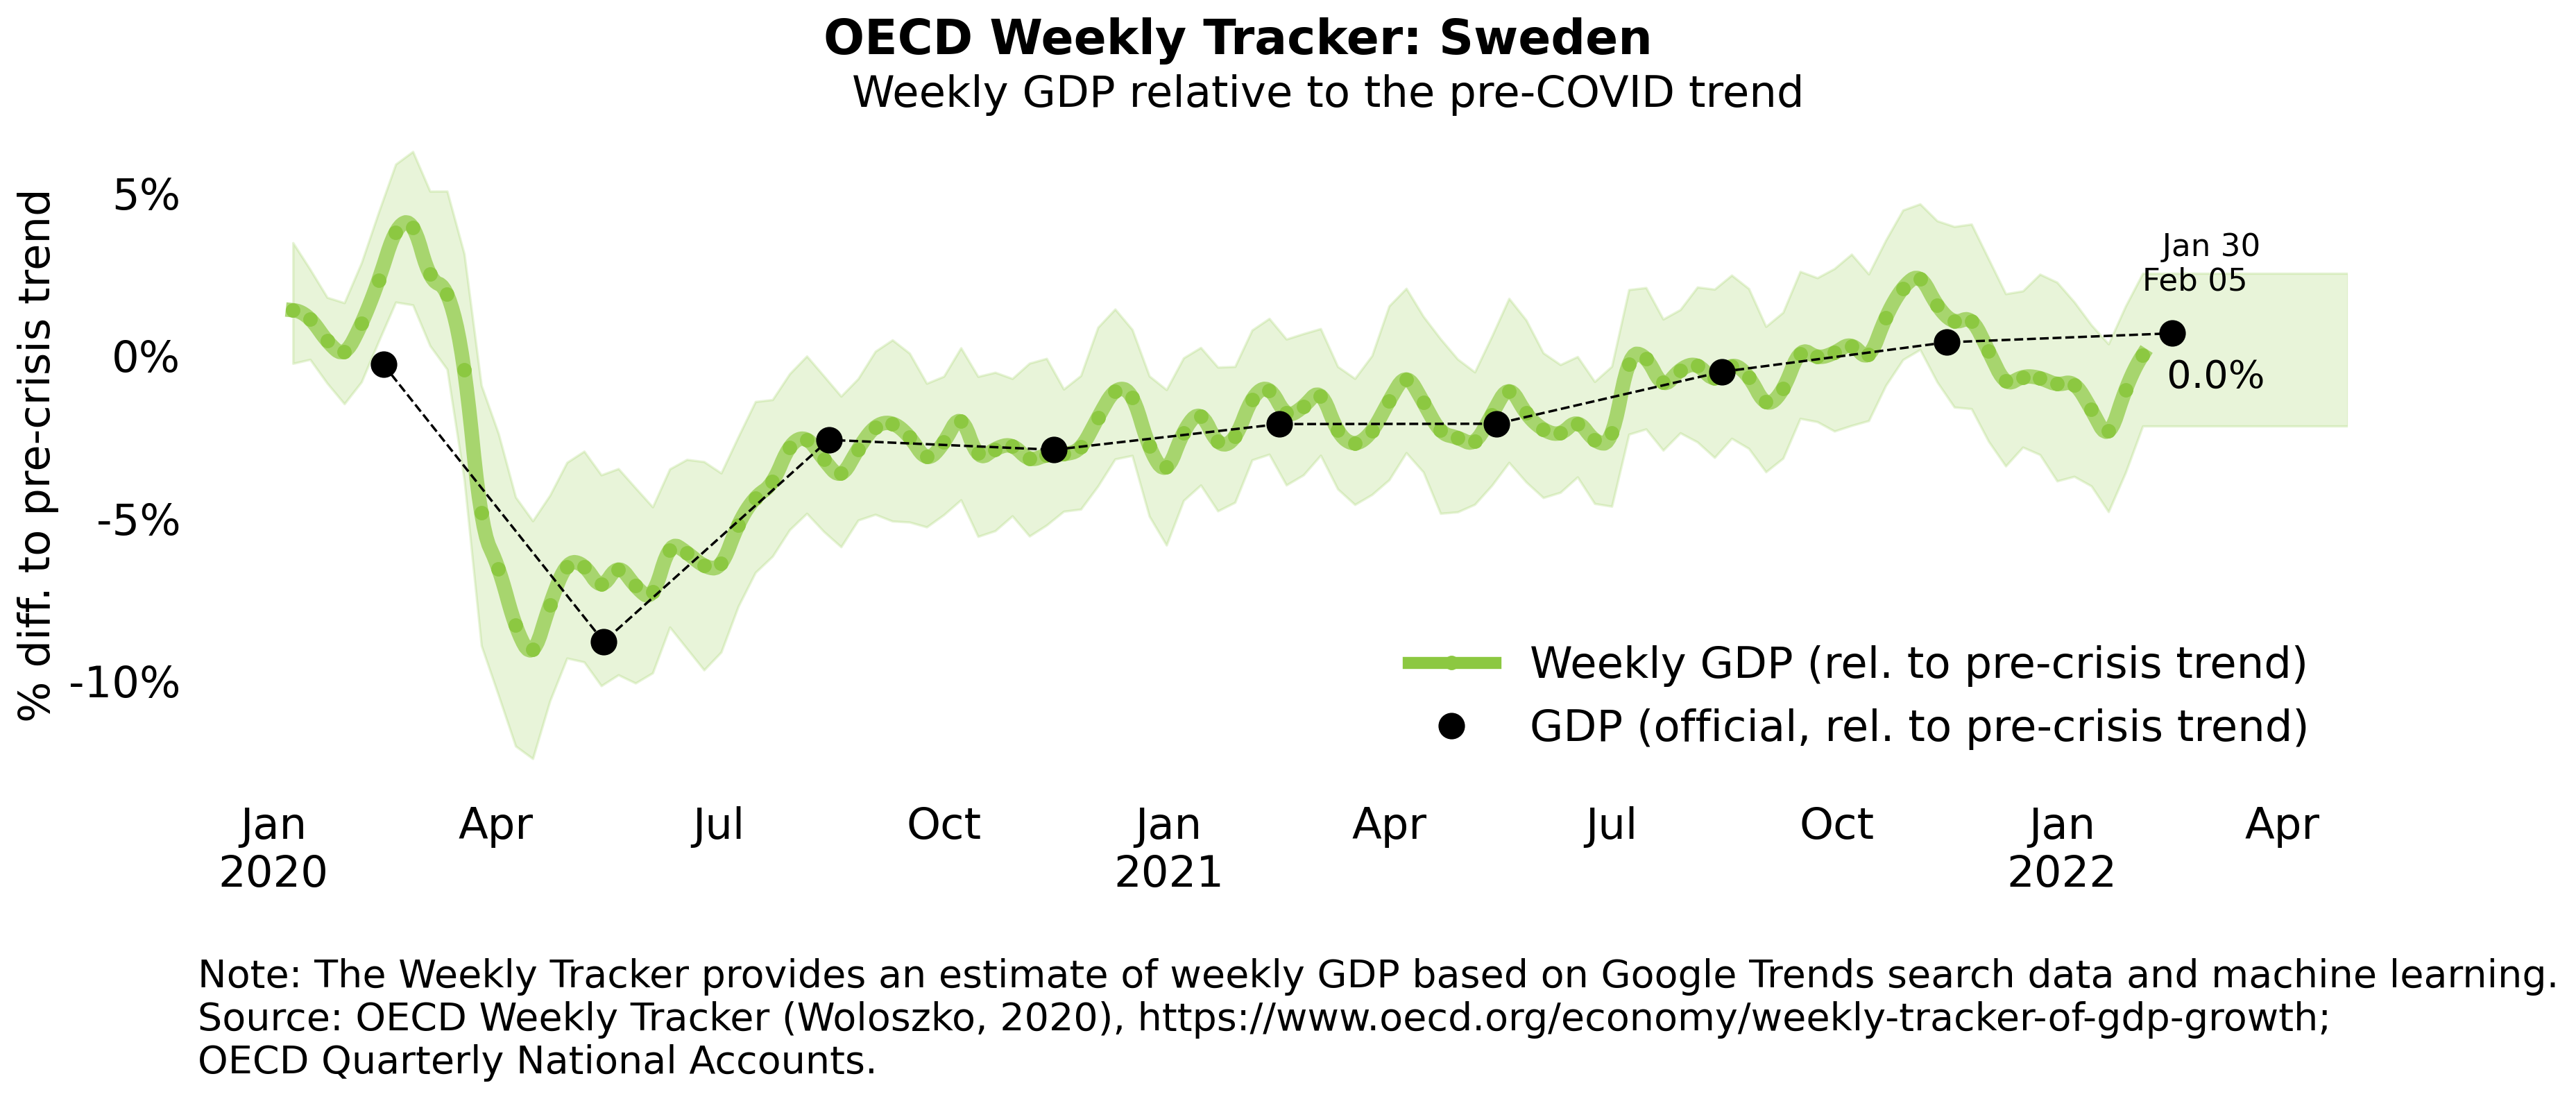 OECD Weekly Tracker: Sweden
Weekly GDP relative to the pre-COVID trend
% diff. to pre-crisis trend
5%
0%
-5%
-10%
Jan 30
Feb 05
0.0%
Weekly GDP (rel. to pre-crisis trend)
GDP (official, rel. to pre-crisis trend)
Jan Apr Jul Oct Jan Apr Jul Oct Jan Apr
2020 2021 2022
Note: The Weekly Tracker provides an estimate of weekly GDP based on Google Trends search data and machine learning.
Source: OECD Weekly Tracker (Woloszko, 2020), https://www.oecd.org/economy/weekly-tracker-of-gdp-growth;
OECD Quarterly National Accounts.